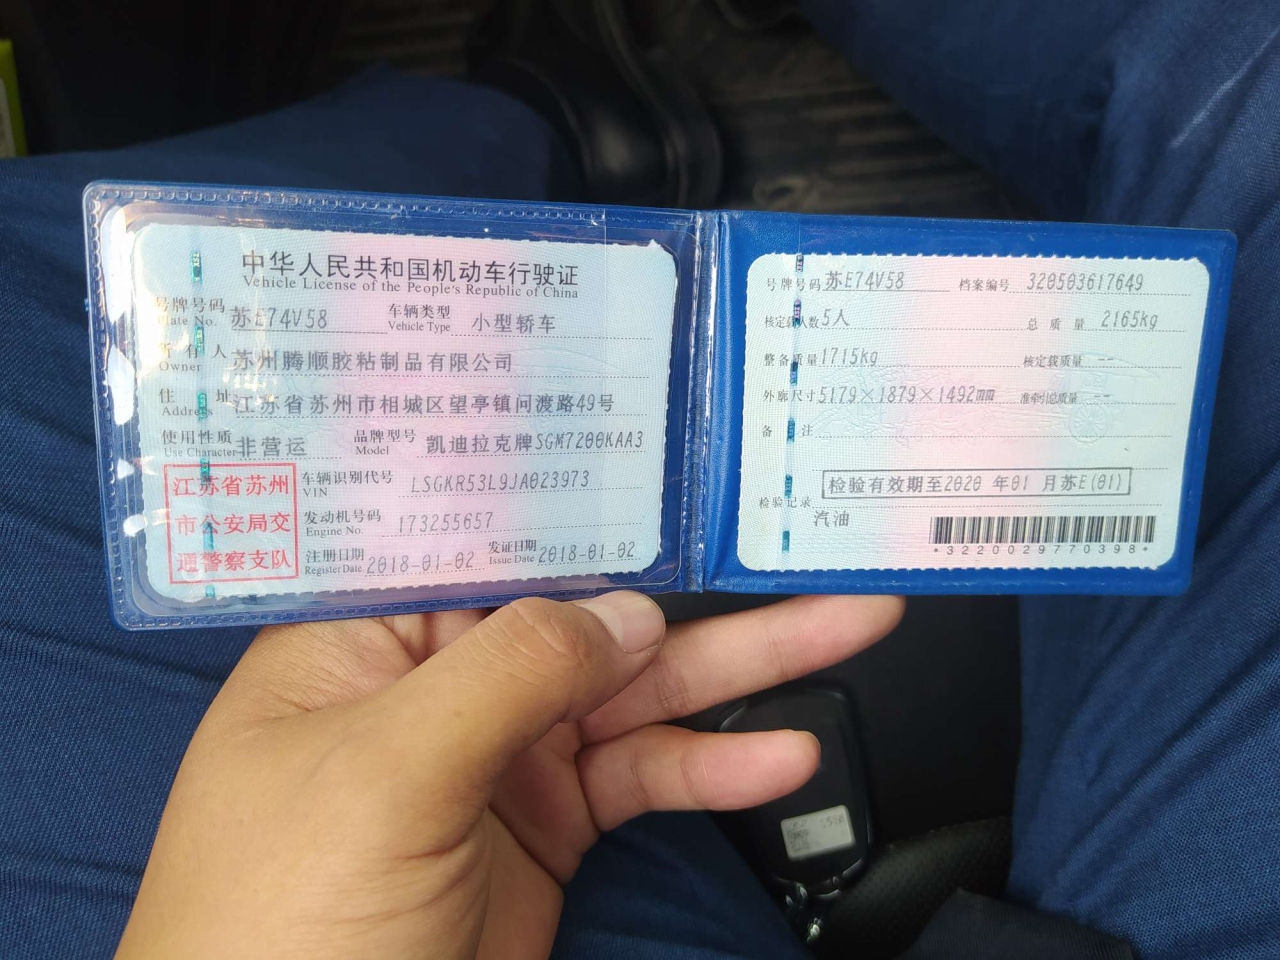 中华人民共和国机动车行驶证
Vehicle License of the People's Republic of China
号牌号码 Plate No. 苏E74V58 车辆类型 Vehicle Type 小型轿车
所有人 Owner 苏州腾顺胶粘制品有限公司
住址 Address 江苏省苏州市相城区望亭镇问渡路49号
使用性质 Use Character 非营运 品牌型号 Model 凯迪拉克牌SGM7200KAA3
江苏省苏州
市公安局交
通警察支队
车辆识别代号 VIN LSGKR53L9JA023973
发动机号码 Engine No. 173255657
注册日期 Register Date 2018-01-02 发证日期 Issue Date 2018-01-02
号牌号码 苏E74V58 档案编号 320503617649
核定载人数 5人 总质量 2165kg
整备质量 1715kg 核定载质量 --
外廓尺寸 5179×1879×1492mm 准牵引总质量 --
备注
检验记录 检验有效期至2020 年01 月苏E(01)
汽油
*3220029770398*